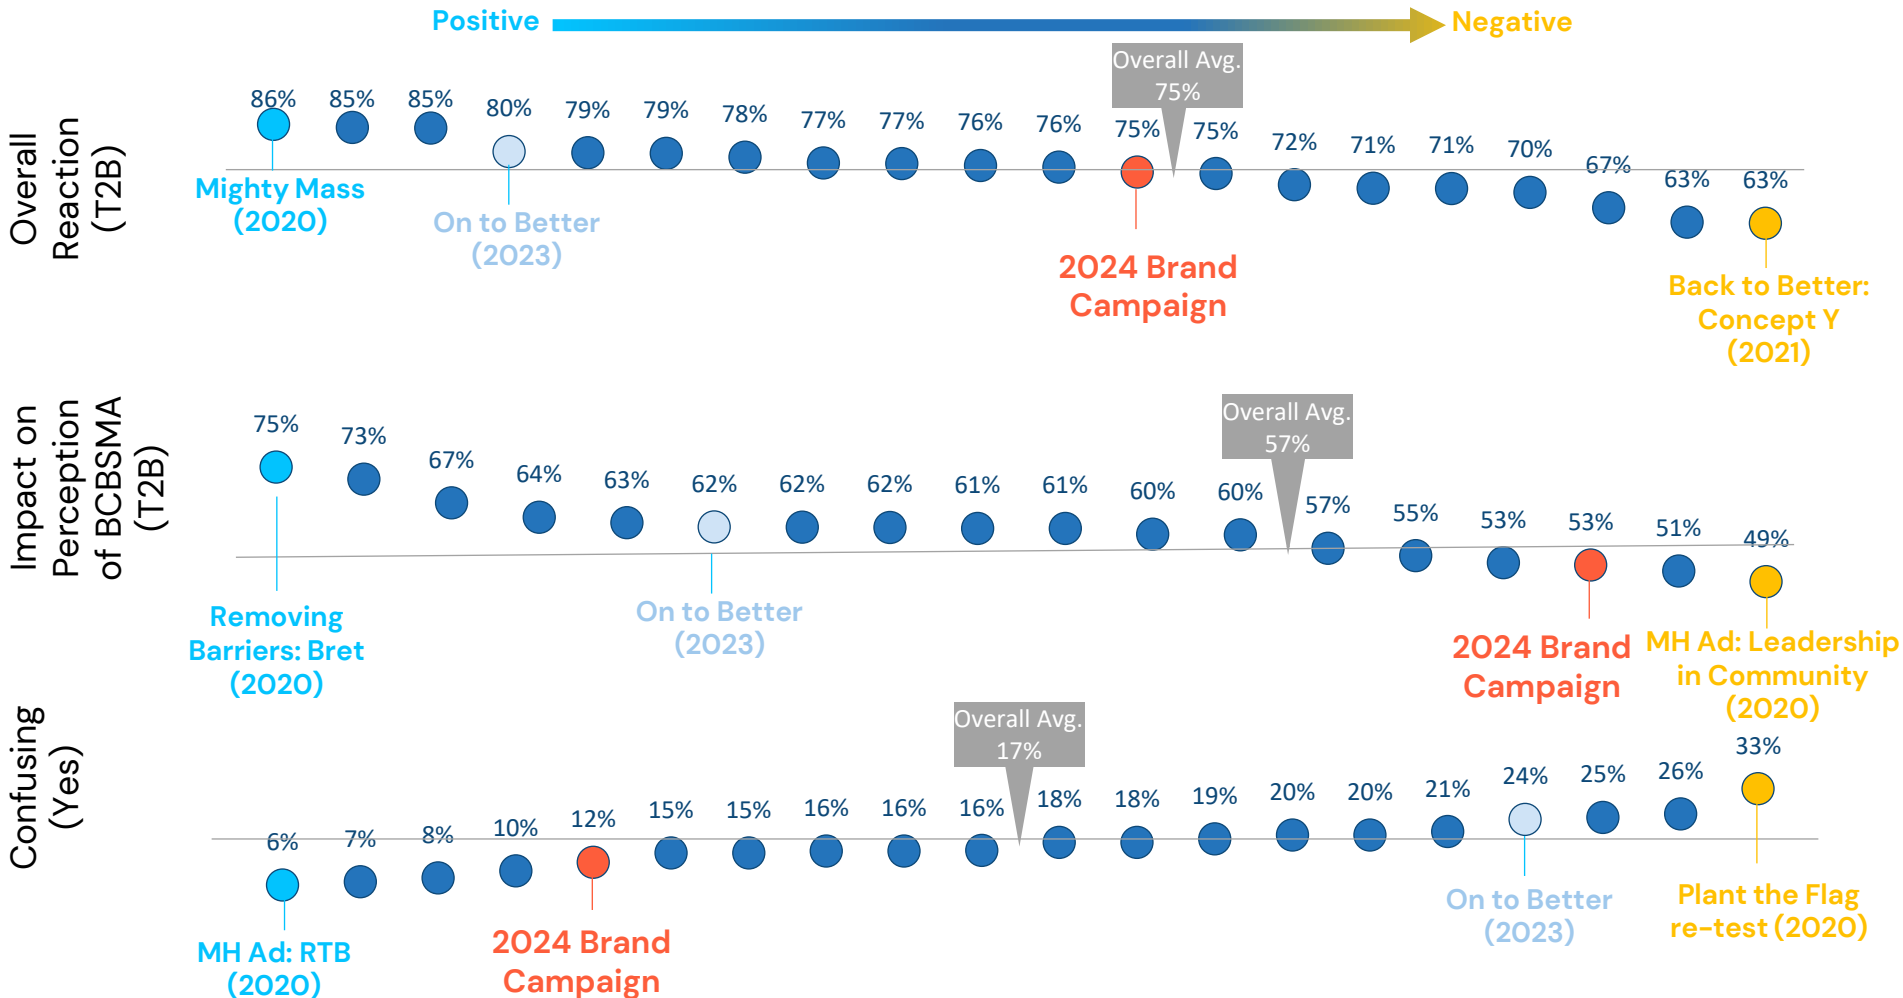 Positive
Negative
Overall
Reaction
(T2B)
Overall Avg.
75%
86%
85%
85%
80%
79%
79%
78%
77%
77%
76%
76%
75%
75%
72%
71%
71%
70%
67%
63%
63%
Mighty Mass
(2020)
On to Better
(2023)
2024 Brand
Campaign
Back to Better:
Concept Y
(2021)
Impact on
Perception
of BCBSMA
(T2B)
Overall Avg.
57%
75%
73%
67%
64%
63%
62%
62%
62%
61%
61%
60%
60%
57%
55%
53%
53%
51%
49%
Removing
Barriers: Bret
(2020)
On to Better
(2023)
2024 Brand
Campaign
MH Ad: Leadership
in Community
(2020)
Confusing
(Yes)
Overall Avg.
17%
6%
7%
8%
10%
12%
15%
15%
16%
16%
16%
18%
18%
19%
20%
20%
21%
24%
25%
26%
33%
MH Ad: RTB
(2020)
2024 Brand
Campaign
On to Better
(2023)
Plant the Flag
re-test (2020)